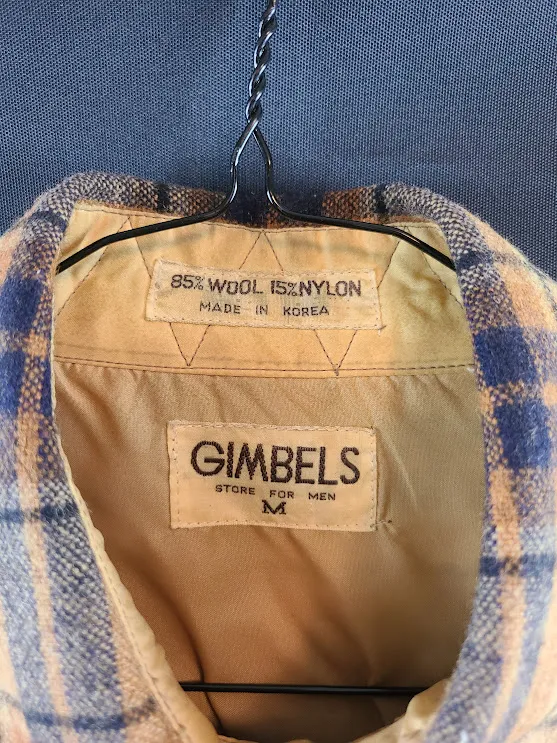 85% WOOL 15% NYLON
MADE IN KOREA
GIMBELS
STORE FOR MEN
M